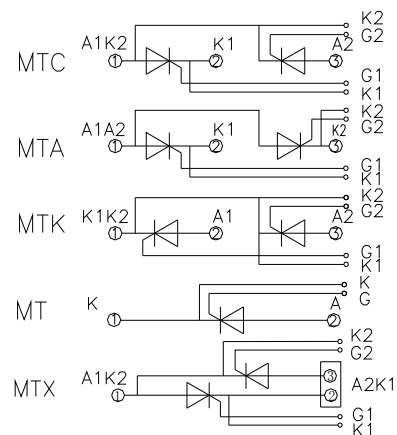 K2
A1K2 K1 A2 G2
MTC 1 2 3
G1
K1
K2
A1A2 K1 K2 G2
MTA 1 2 3
G1
K1
K2
K1K2 A1 A2 G2
MTK 1 2 3
G1
K1
K
K A G
MT 1 2
K2
G2
A1K2 3 A2K1
MTX 1 2
G1
K1